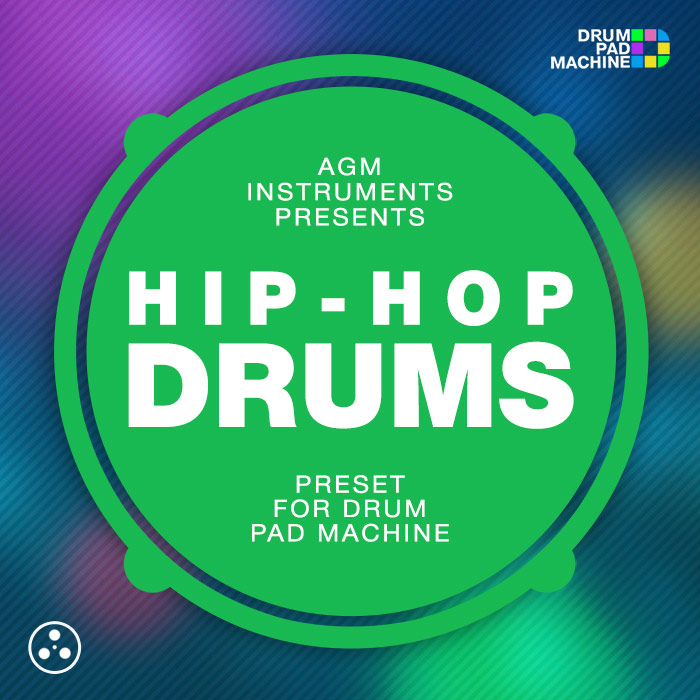 DRUM
PAD
MACHINE
AGM
INSTRUMENTS
PRESENTS
HIP-HOP
DRUMS
PRESET
FOR DRUM
PAD MACHINE